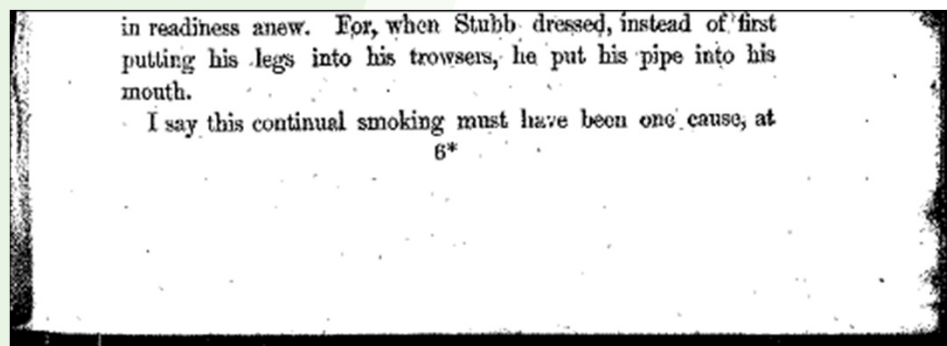 in readiness anew. For, when Stubb dressed, instead of first
putting his legs into his trowsers, he put his pipe into his
mouth.
I say this continual smoking must have been one cause, at
6*